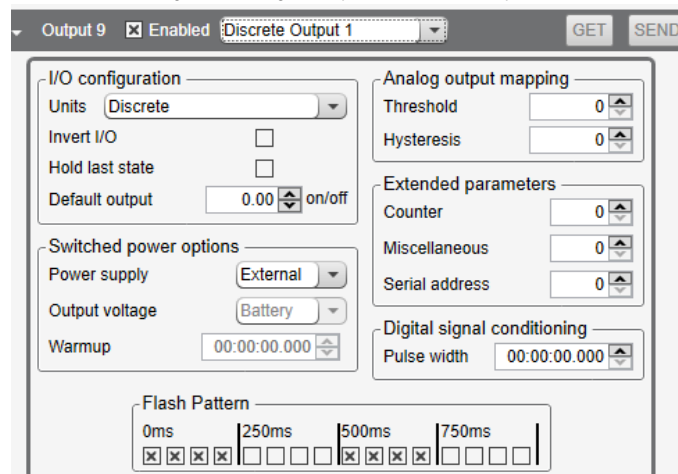 Output 9 Enabled Discrete Output 1 GET SEND
I/O configuration
Units Discrete
Invert I/O
Hold last state
Default output 0.00 on/off
Switched power options
Power supply External
Output voltage Battery
Warmup 00:00:00.000
Analog output mapping
Threshold 0
Hysteresis 0
Extended parameters
Counter 0
Miscellaneous 0
Serial address 0
Digital signal conditioning
Pulse width 00:00:00.000
Flash Pattern
0ms 250ms 500ms 750ms